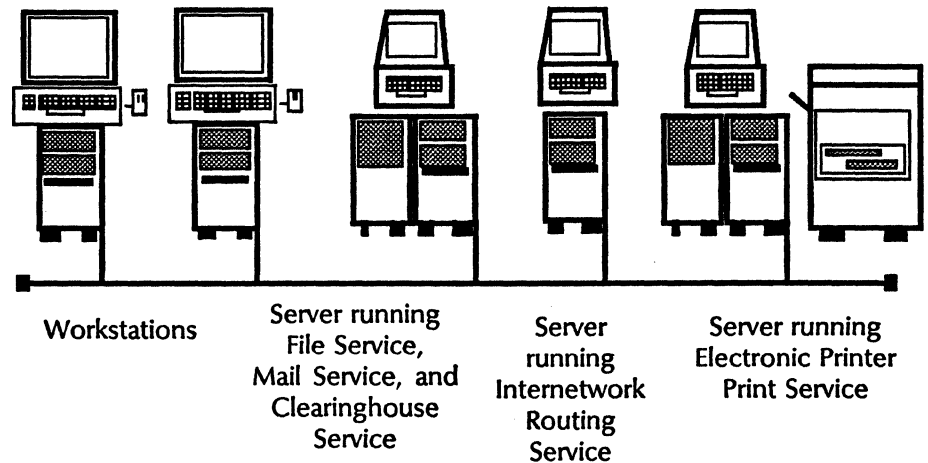 Workstations
Server running
File Service,
Mail Service, and
Clearinghouse
Service
Server
running
Internetwork
Routing
Service
Server running
Electronic Printer
Print Service